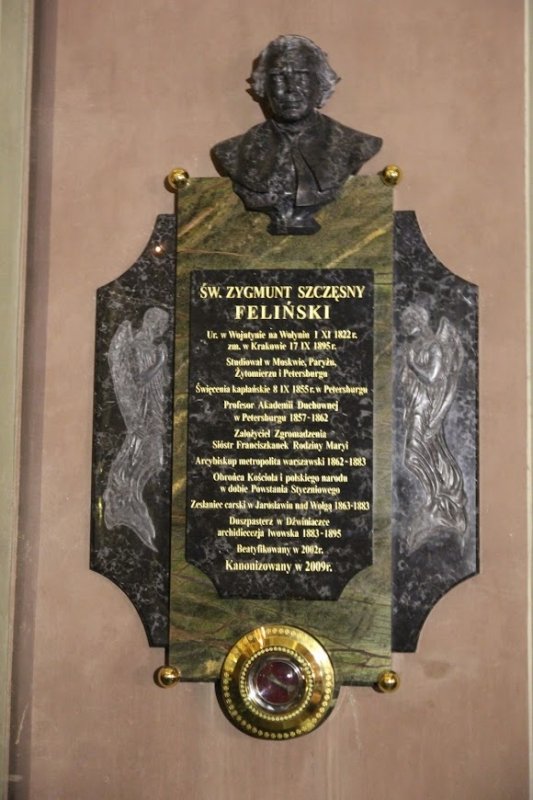 ŚW. ZYGMUNT SZCZĘSNY
FELIŃSKI
Ur. w Wojutynie na Wołyniu 1 XI 1822 r.
zm. w Krakowie 17 IX 1895 r.
Studiował w Moskwie, Paryżu,
Żytomierzu i Petersburgu
Święcenia kapłańskie 8 IX 1855 r. w Petersburgu
Profesor Akademii Duchownej
w Petersburgu 1857-1862
Założyciel Zgromadzenia
Sióstr Franciszkanek Rodziny Maryi
Arcybiskop metropolita warszawski 1862-1883
Obrońca Kościoła i polskiego narodu
w dobie Powstania Styczniowego
Zesłaniec carski w Jarosławiu nad Wołgą 1863-1883
Duszpasterz w Dźwiniaczce
archidiecezja lwowska 1883-1895
Beatyfikowany w 2002r.
Kanonizowany w 2009r.